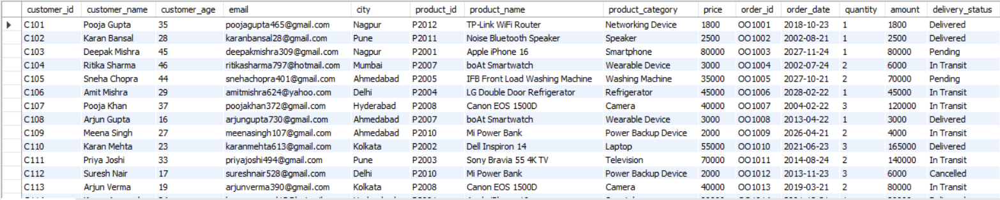 customer_id customer_name customer_age email city product_id product_name product_category price order_id order_date quantity amount delivery_status
C101 Pooja Gupta 35 poojagupta465@gmail.com Nagpur P2012 TP-Link WiFi Router Networking Device 1800 OO1001 2018-10-23 1 1800 Delivered
C102 Karan Bansal 28 karanbansal28@gmail.com Pune P2011 Noise Bluetooth Speaker Speaker 2500 OO1002 2002-08-21 1 2500 Delivered
C103 Deepak Mishra 45 deepakmishra309@gmail.com Nagpur P2001 Apple iPhone 16 Smartphone 80000 OO1003 2027-11-24 1 80000 Pending
C104 Ritika Sharma 46 ritikasharma797@hotmail.com Mumbai P2007 boAt Smartwatch Wearable Device 3000 OO1004 2002-07-24 2 6000 In Transit
C105 Sneha Chopra 44 snehachopra401@gmail.com Ahmedabad P2005 IFB Front Load Washing Machine Washing Machine 35000 OO1005 2027-10-21 2 70000 Pending
C106 Amit Mishra 29 amitmishra624@yahoo.com Delhi P2004 LG Double Door Refrigerator Refrigerator 45000 OO1006 2028-02-22 1 45000 In Transit
C107 Pooja Khan 37 poojakhan372@gmail.com Hyderabad P2008 Canon EOS 1500D Camera 40000 OO1007 2004-02-22 3 120000 In Transit
C108 Arjun Gupta 16 arjungupta730@gmail.com Ahmedabad P2007 boAt Smartwatch Wearable Device 3000 OO1008 2013-04-22 1 3000 Delivered
C109 Meena Singh 27 meenasingh107@gmail.com Ahmedabad P2010 Mi Power Bank Power Backup Device 2000 OO1009 2026-04-21 2 4000 In Transit
C110 Karan Mehta 23 karanmehta613@gmail.com Kolkata P2002 Dell Inspiron 14 Laptop 55000 OO1010 2021-06-23 3 165000 Delivered
C111 Priya Joshi 33 priyajoshi494@gmail.com Pune P2003 Sony Bravia 55 4K TV Television 70000 OO1011 2014-08-24 2 140000 In Transit
C112 Suresh Nair 17 sureshnair528@gmail.com Delhi P2010 Mi Power Bank Power Backup Device 2000 OO1012 2013-11-23 3 6000 Cancelled
C113 Arjun Verma 19 arjunverma390@gmail.com Kolkata P2008 Canon EOS 1500D Camera 40000 OO1013 2019-03-21 2 80000 In Transit